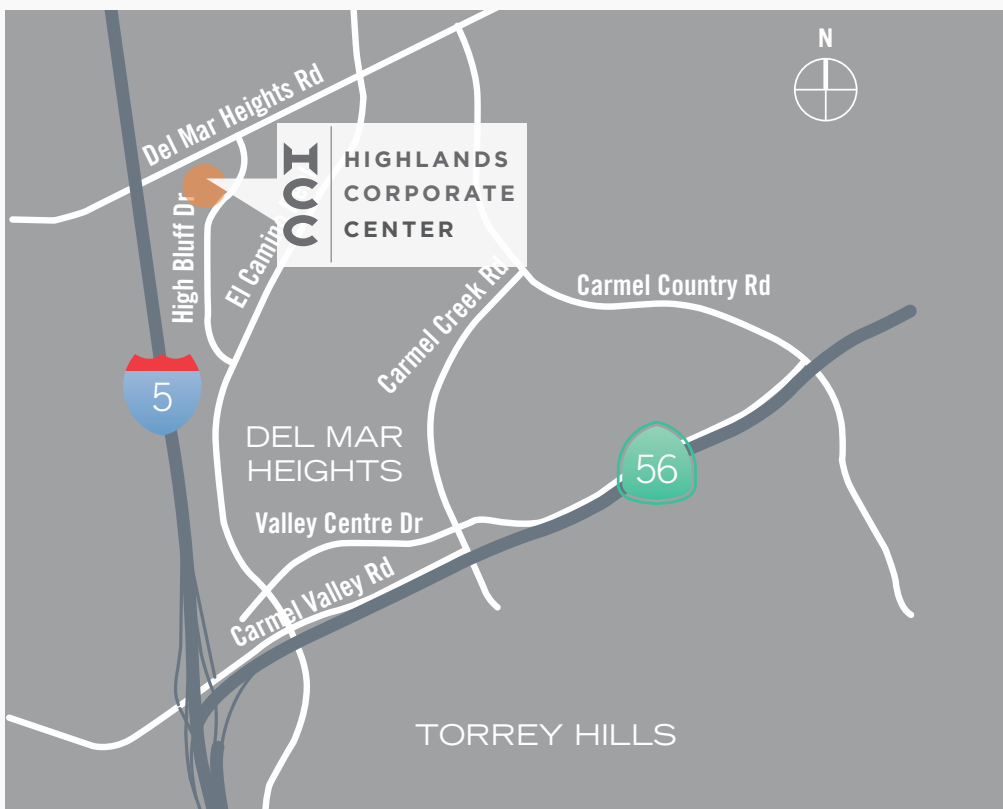 N
Del Mar Heights Rd
HCC
HIGHLANDS
CORPORATE
CENTER
High Bluff Dr
El Camino
Carmel Creek Rd
Carmel Country Rd
5
DEL MAR
HEIGHTS
56
Valley Centre Dr
Carmel Valley Rd
TORREY HILLS